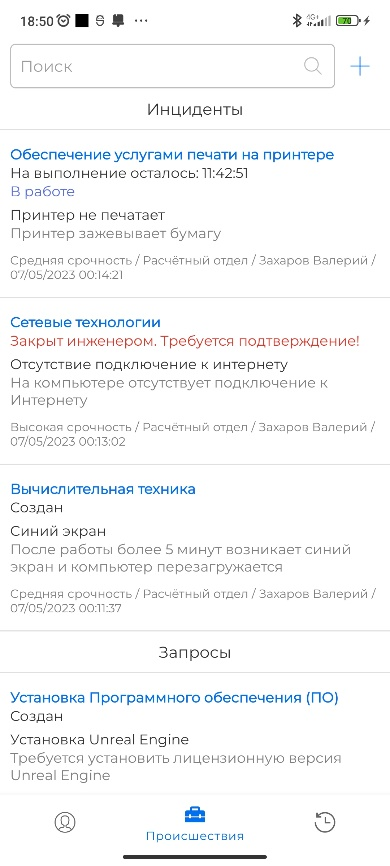 18:50
4G+
70
Поиск
Инциденты
Обеспечение услугами печати на принтере
На выполнение осталось: 11:42:51
В работе
Принтер не печатает
Принтер зажевывает бумагу
Средняя срочность / Расчётный отдел / Захаров Валерий /
07/05/2023 00:14:21
Сетевые технологии
Закрыт инженером. Требуется подтверждение!
Отсутствие подключение к интернету
На компьютере отсутствует подключение к
Интернету
Высокая срочность / Расчётный отдел / Захаров Валерий /
07/05/2023 00:13:02
Вычислительная техника
Создан
Синий экран
После работы более 5 минут возникает синий
экран и компьютер перезагружается
Средняя срочность / Расчётный отдел / Захаров Валерий /
07/05/2023 00:11:37
Запросы
Установка Программного обеспечения (ПО)
Создан
Установка Unreal Engine
Требуется установить лицензионную версия
Unreal Engine
Происшествия